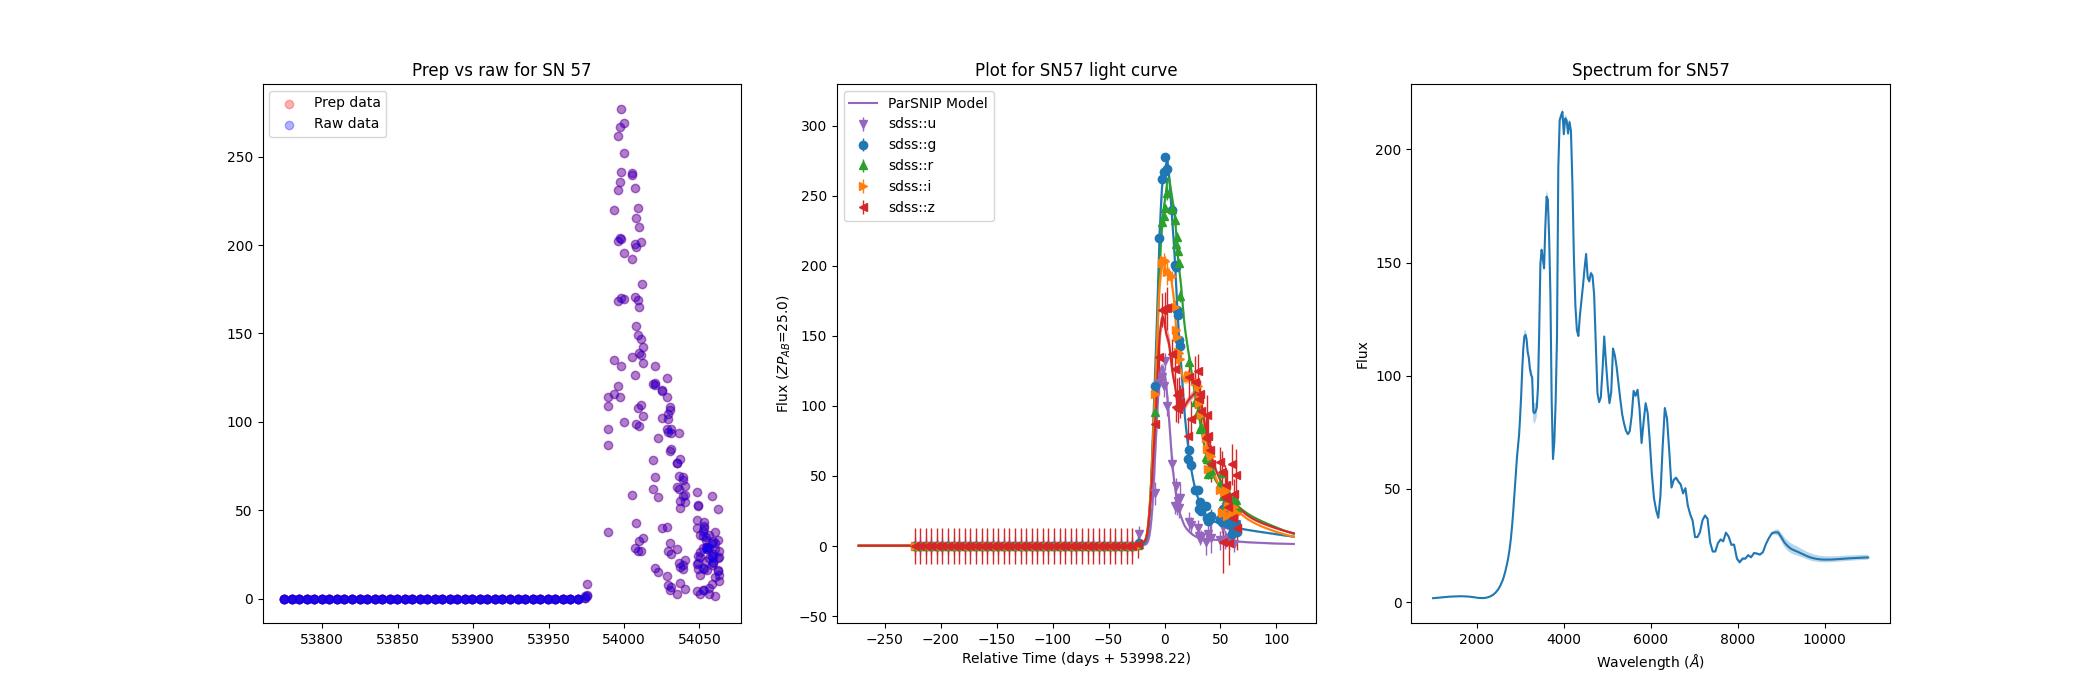 Prep vs raw for SN 57
Prep data
Raw data
250
200
150
100
50
0
53800 53850 53900 53950 54000 54050
Plot for SN57 light curve
ParSNIP Model
sdss::u
sdss::g
sdss::r
sdss::i
sdss::z
Flux (ZP_AB=25.0)
300
250
200
150
100
50
0
−50
−250 −200 −150 −100 −50 0 50 100
Relative Time (days + 53998.22)
Spectrum for SN57
Flux
200
150
100
50
0
2000 4000 6000 8000 10000
Wavelength (Å)